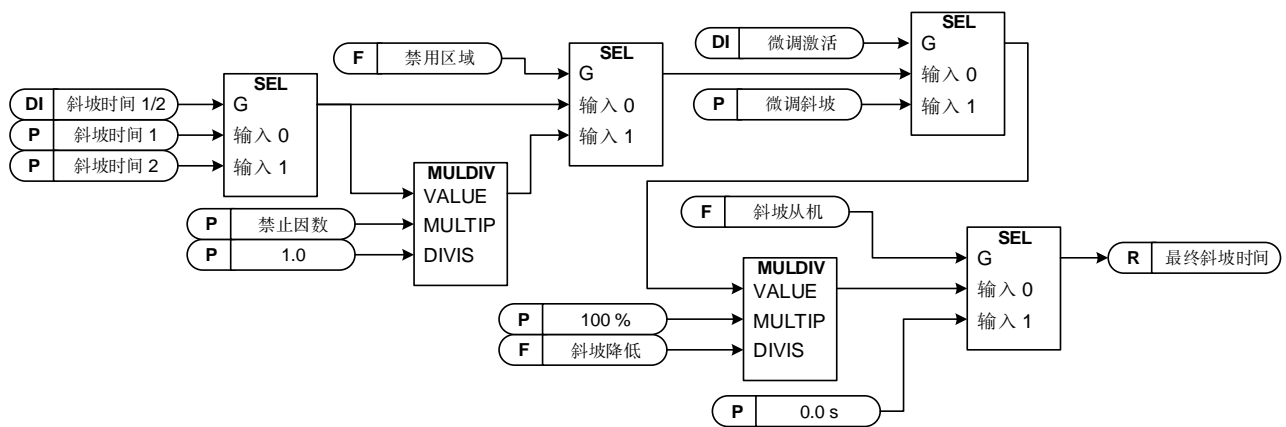 SEL
DI 微调激活
G
输入 0
P 微调斜坡
输入 1
SEL
F 禁用区域
G
输入 0
输入 1
SEL
DI 斜坡时间 1/2
G
P 斜坡时间 1
输入 0
P 斜坡时间 2
输入 1
MULDIV
VALUE
P 禁止因数
MULTIP
P 1.0
DIVIS
F 斜坡从机
SEL
G
输入 0
输入 1
R 最终斜坡时间
MULDIV
VALUE
P 100 %
MULTIP
F 斜坡降低
DIVIS
P 0.0 s